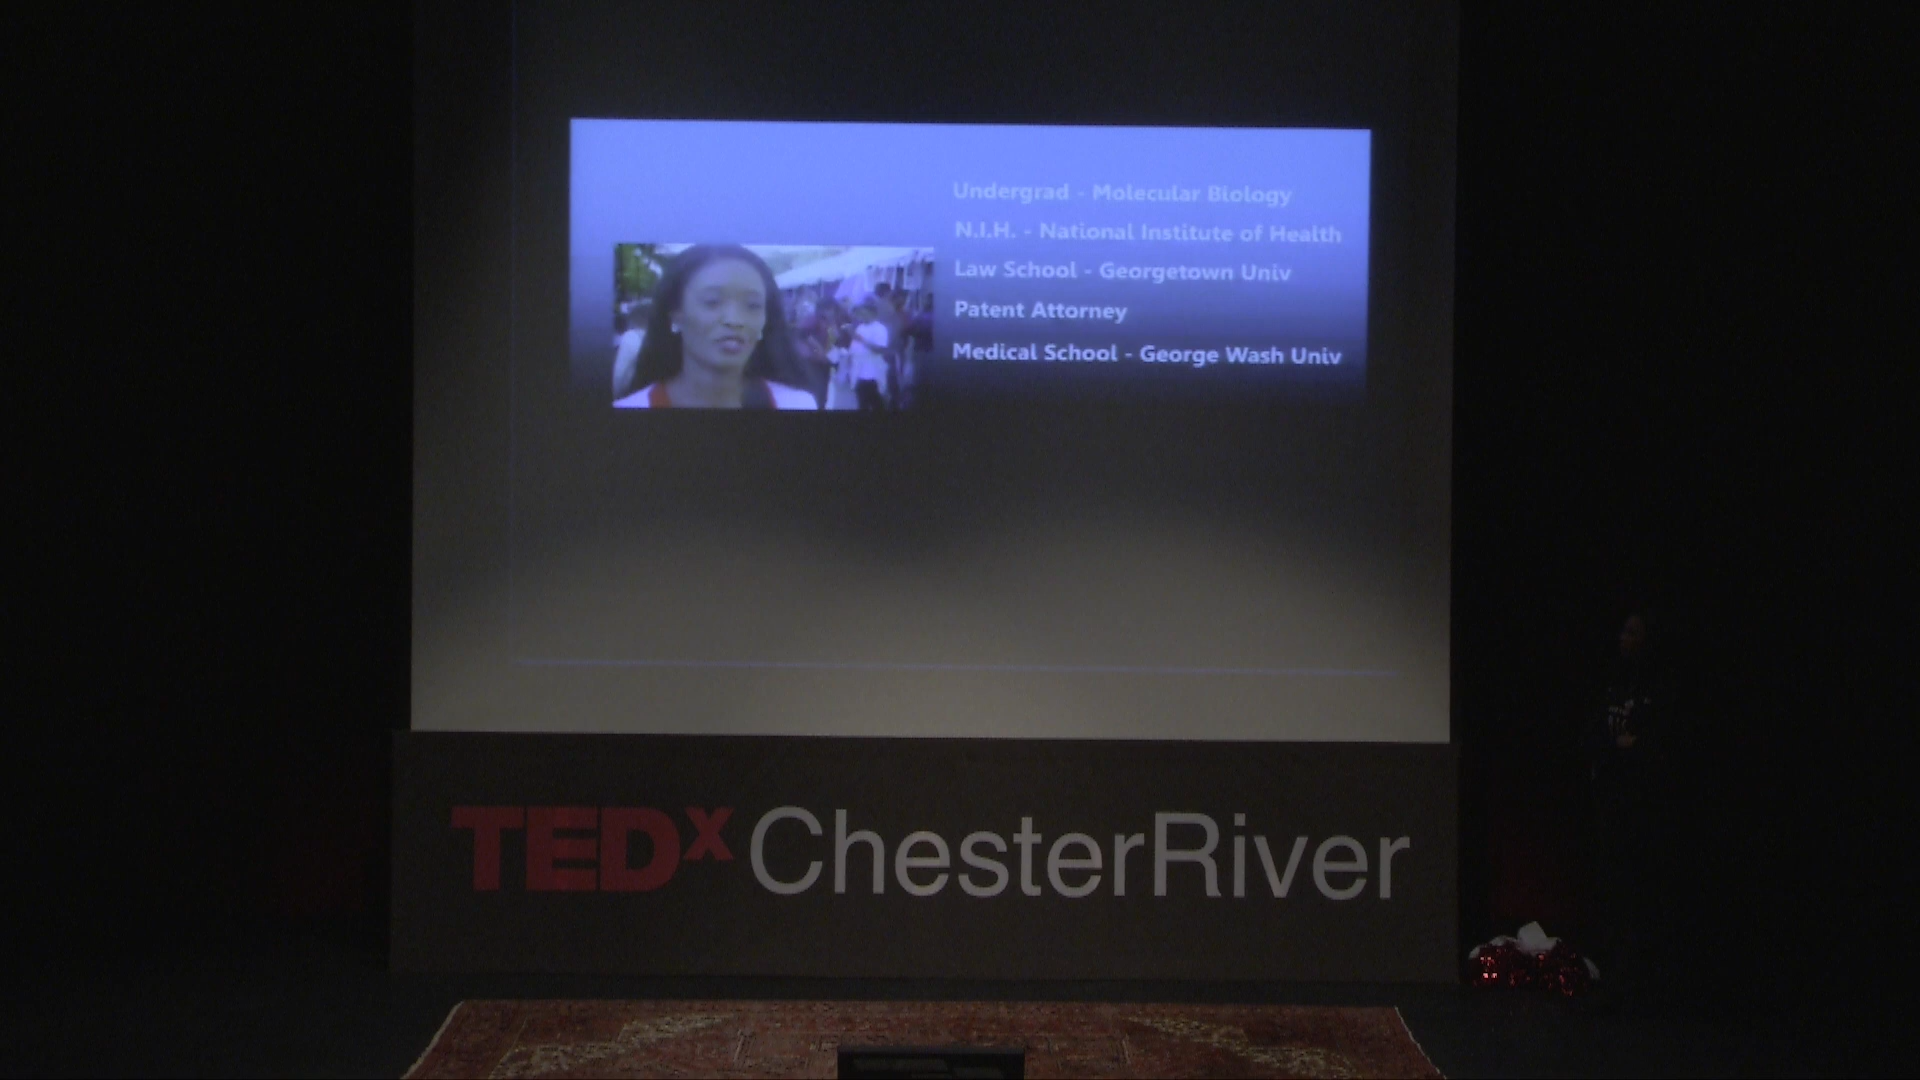 Undergrad - Molecular Biology
N.I.H. - National Institute of Health
Law School - Georgetown Univ
Patent Attorney
Medical School - George Wash Univ
TEDx ChesterRiver